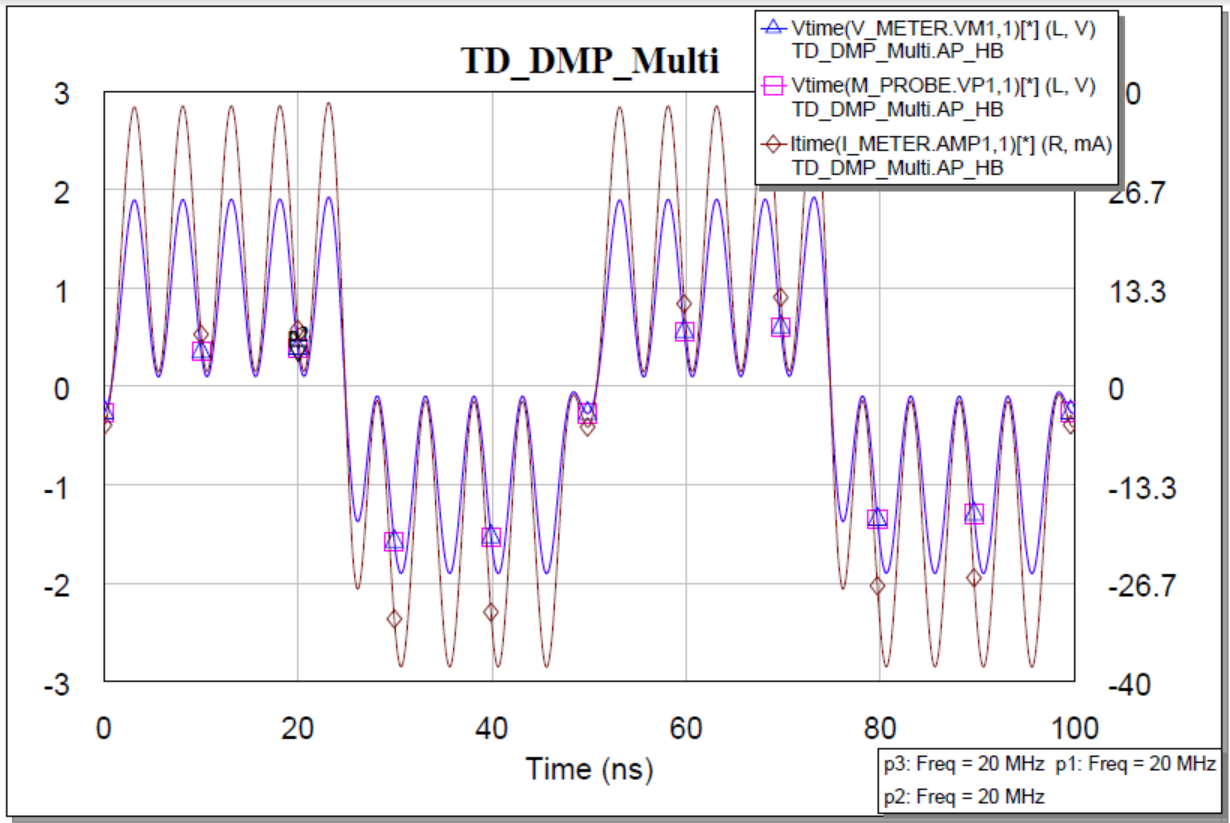 TD_DMP_Multi
Vtime(V_METER.VM1,1)[*] (L, V)
TD_DMP_Multi.AP_HB
Vtime(M_PROBE.VP1,1)[*] (L, V)
TD_DMP_Multi.AP_HB
Itime(I_METER.AMP1,1)[*] (R, mA)
TD_DMP_Multi.AP_HB
3
2
1
0
-1
-2
-3
0
26.7
13.3
0
-13.3
-26.7
-40
p2
0 20 40 60 80 100
Time (ns)
p3: Freq = 20 MHz p1: Freq = 20 MHz
p2: Freq = 20 MHz